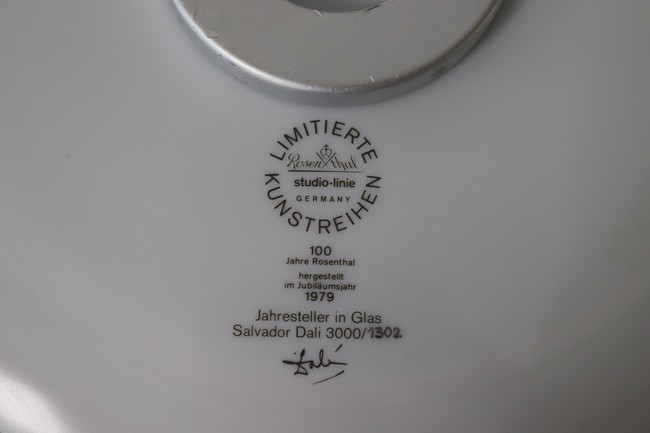 LIMITIERTE
Rosenthal
studio-linie
GERMANY
KUNSTREIHEN
100
Jahre Rosenthal
hergestellt
im Jubiläumsjahr
1979
Jahresteller in Glas
Salvador Dali 3000/1302
Dalí